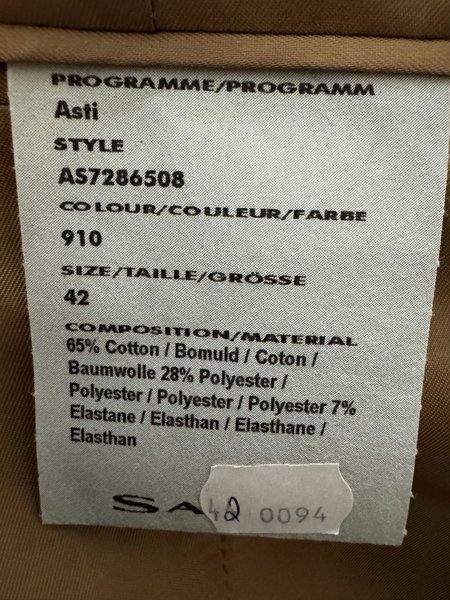 PROGRAMME/PROGRAMM
Asti
STYLE
AS7286508
COLOUR/COULEUR/FARBE
910
SIZE/TAILLE/GRÖSSE
42
COMPOSITION/MATERIAL
65% Cotton / Bomuld / Coton /
Baumwolle 28% Polyester /
Polyester / Polyester / Polyester 7%
Elastane / Elasthan / Elasthanne /
Elasthan
42 0094